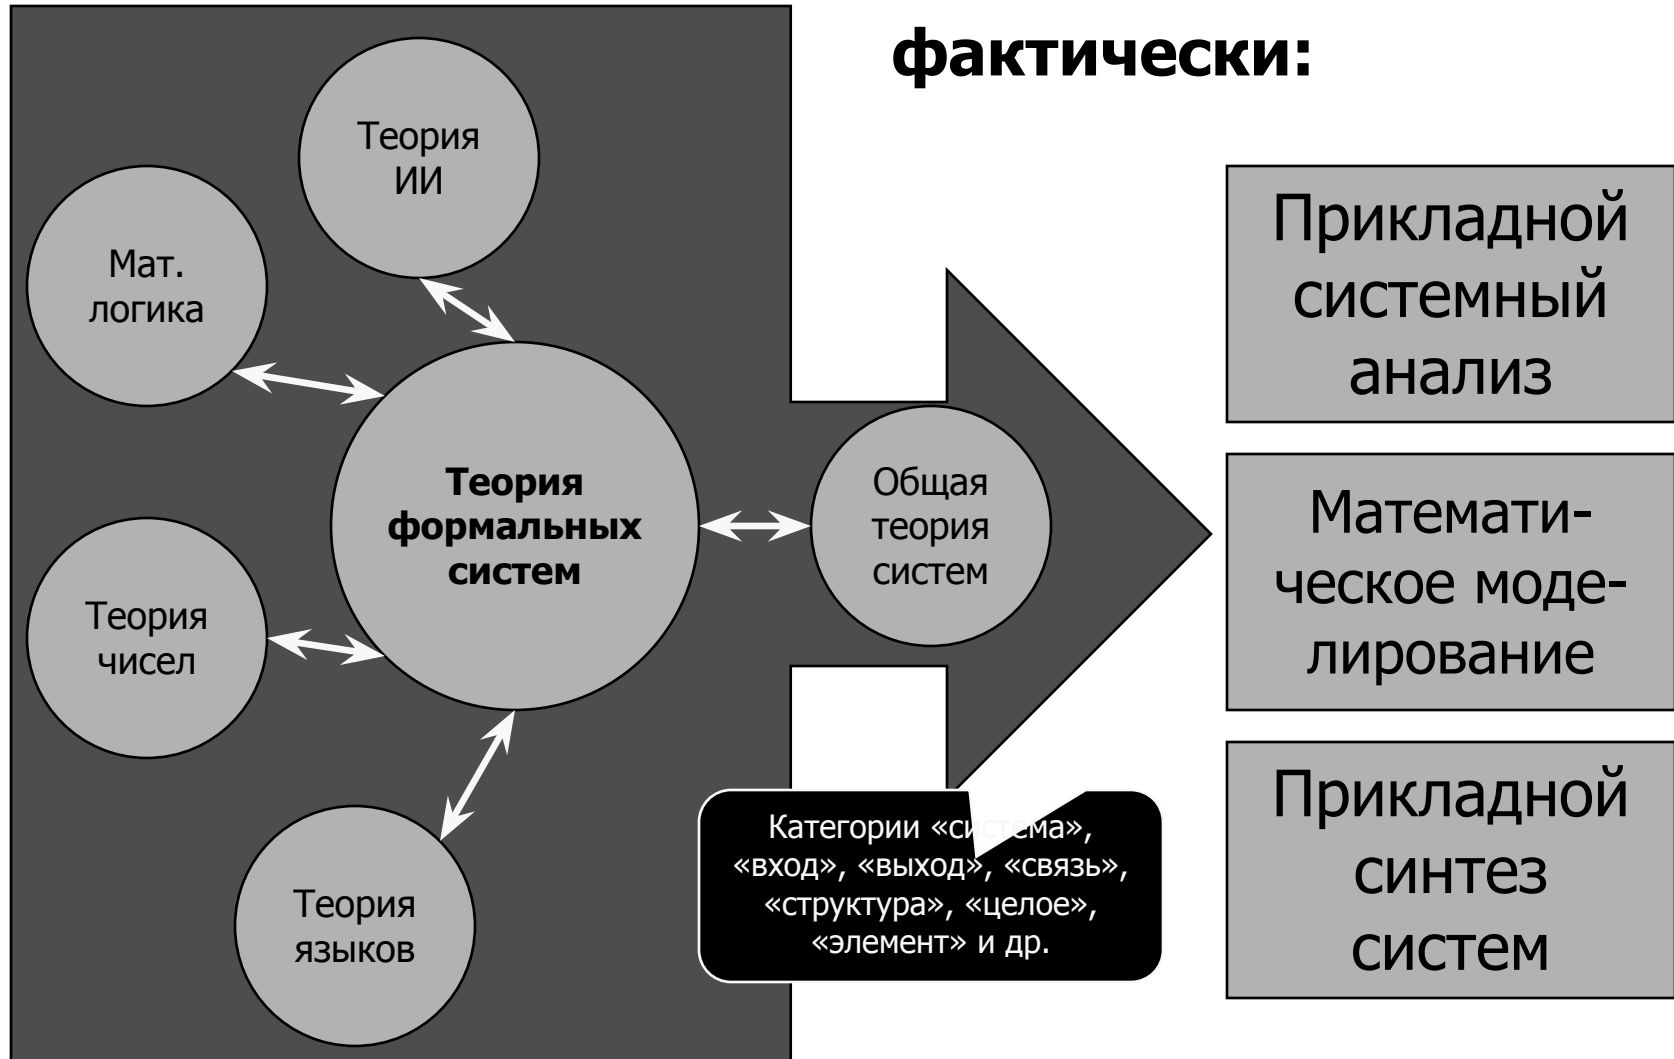 фактически:
Теория
ИИ
Мат.
логика
Теория
формальных
систем
Общая
теория
систем
Теория
чисел
Теория
языков
Категории «система»,
«вход», «выход», «связь»,
«структура», «целое»,
«элемент» и др.
Прикладной
системный
анализ
Математи-
ческое моде-
лирование
Прикладной
синтез
систем